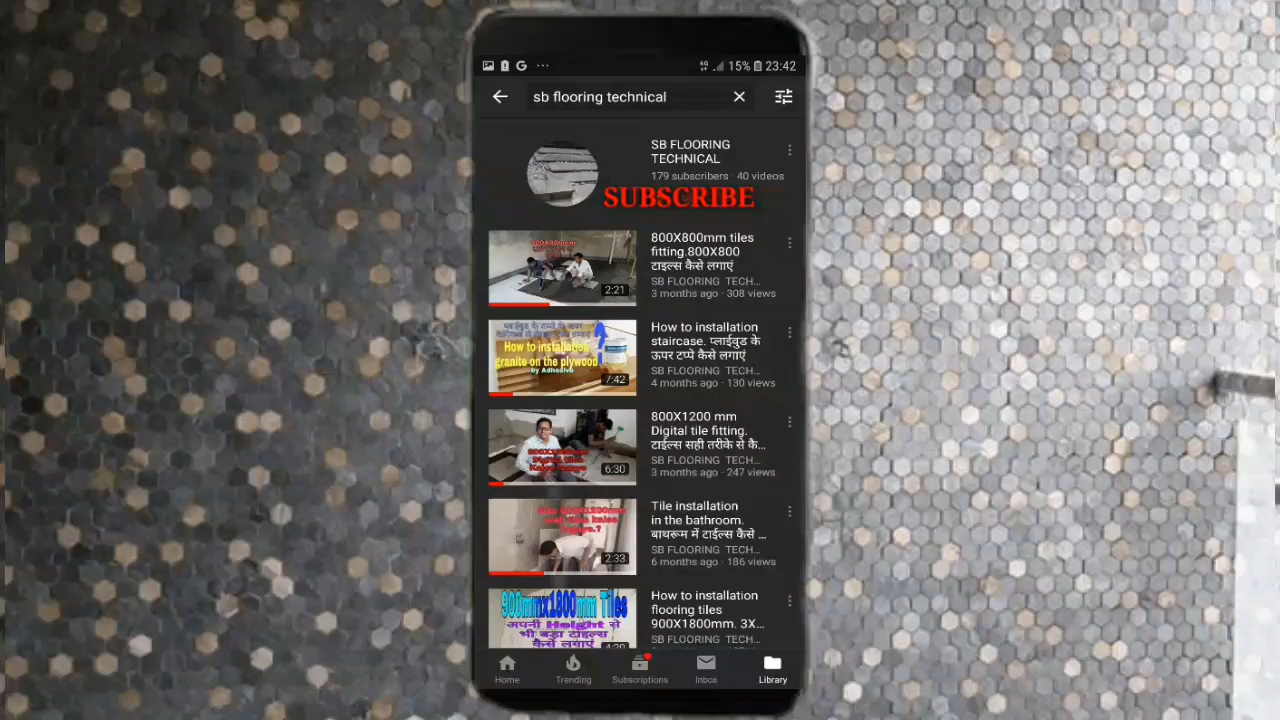 15% 23:42
sb flooring technical
SB FLOORING
TECHNICAL
179 subscribers · 40 videos
SUBSCRIBE
800X800mm tiles
fitting.800X800
टाइल्स कैसे लगाएं
SB FLOORING TECH...
3 months ago · 308 views
2:21
How to installation
staircase. प्लाईवुड के
ऊपर टप्पे कैसे लगाएं
SB FLOORING TECH...
4 months ago · 130 views
How to installation
granite on the plywood
by Adhesive
7:42
800X1200 mm
Digital tile fitting.
टाईल्स सही तरीके से कै...
SB FLOORING TECH...
3 months ago · 247 views
6:30
Tile installation
in the bathroom.
बाथरूम में टाईल्स कैसे ...
SB FLOORING TECH...
6 months ago · 186 views
2:33
How to installation
flooring tiles
900X1800mm. 3X...
SB FLOORING TECH...
900mmx1800mm Tiles
अपनी Height से
भी बड़ा टाइल्स
कैसे लगाएं
Home Trending Subscriptions Inbox Library